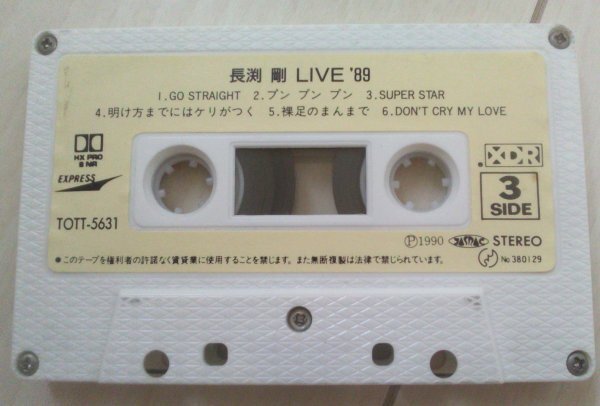 長渕 剛 LIVE '89
1.GO STRAIGHT 2.ブン ブン ブン 3.SUPER STAR
4.明け方までにはケリがつく 5.裸足のまんまで 6.DON'T CRY MY LOVE
HX PRO
B NR
EXPRESS
TOTT-5631
XDR
3
SIDE
Ⓟ1990 JASRAC STEREO
No 380129
●このテープを権利者の許諾なく賃貸業に使用することを禁じます。また無断複製は法律で禁じられています。